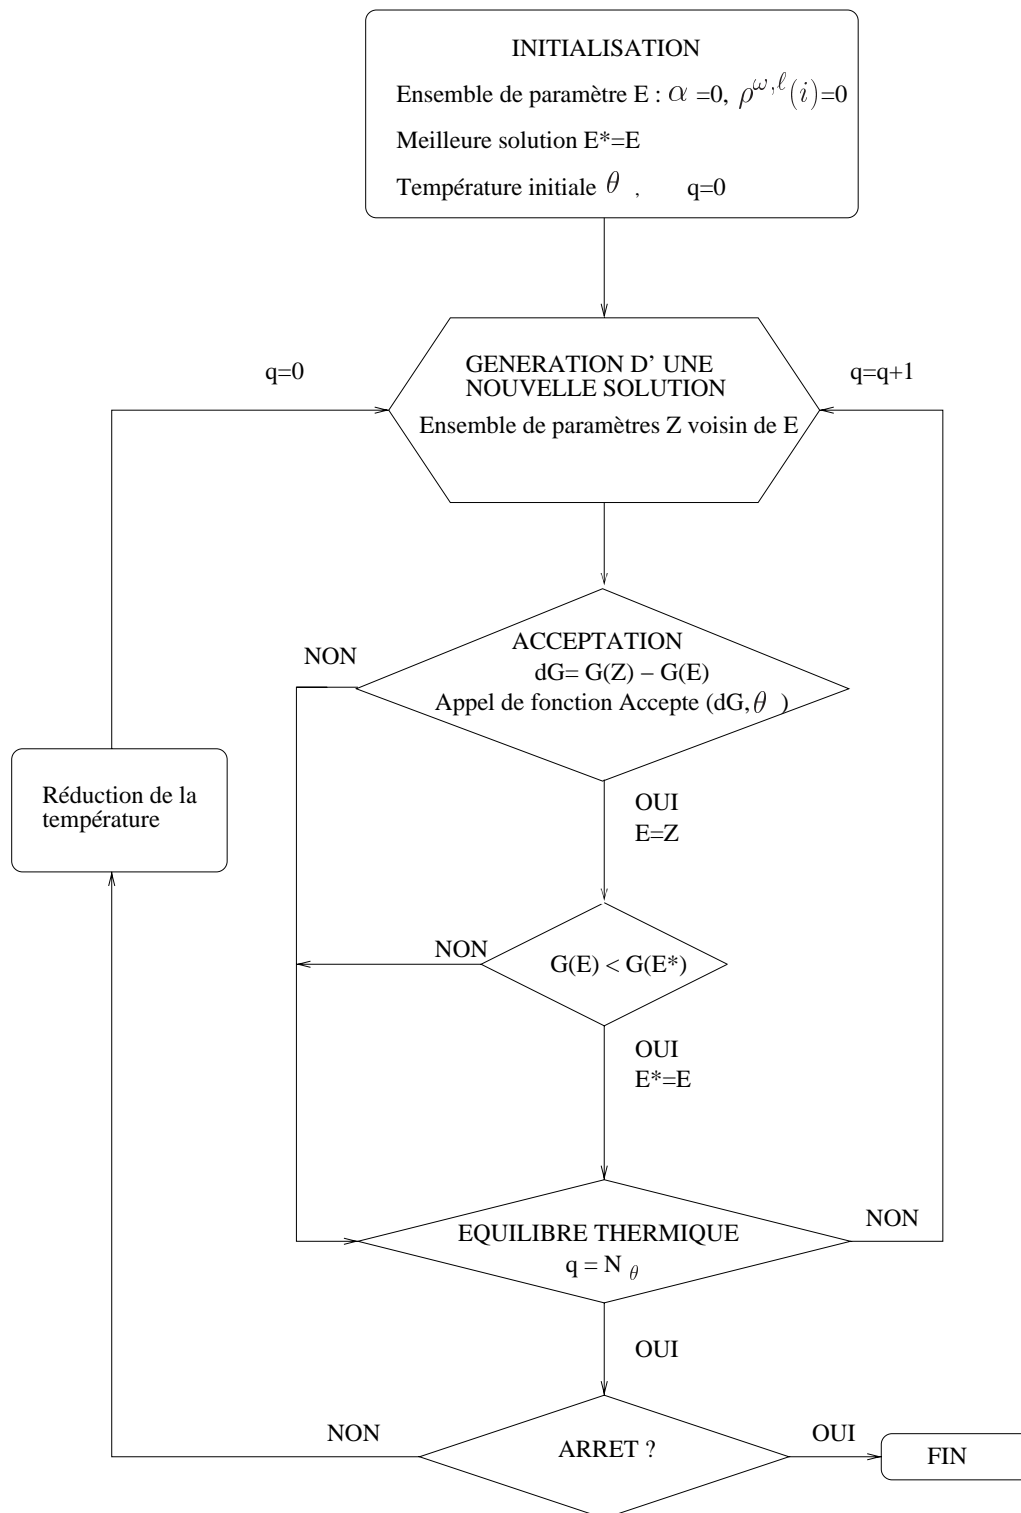 INITIALISATION
Ensemble de paramètre E : α =0, ρ^{ω,ℓ}(i)=0
Meilleure solution E*=E
Température initiale θ , q=0
q=0
GENERATION D' UNE
NOUVELLE SOLUTION
q=q+1
Ensemble de paramètres Z voisin de E
NON
ACCEPTATION
dG= G(Z) – G(E)
Appel de fonction Accepte (dG,θ )
Réduction de la
température
OUI
E=Z
NON
G(E) < G(E*)
OUI
E*=E
EQUILIBRE THERMIQUE
q = N θ
NON
OUI
NON
ARRET ?
OUI
FIN